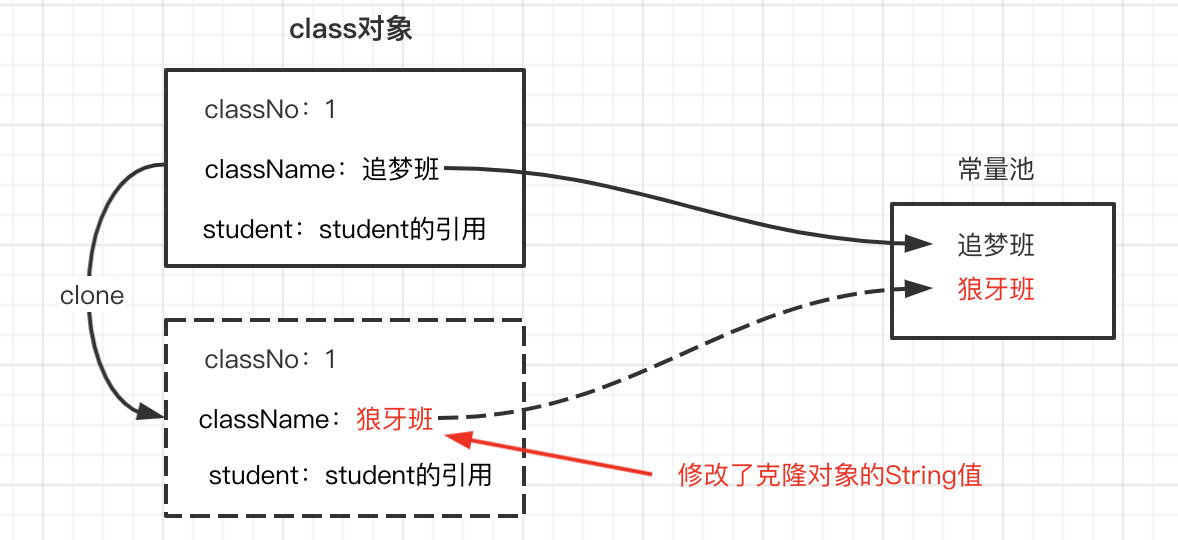 class对象
classNo：1
className：追梦班
student：student的引用
clone
classNo：1
className：狼牙班
student：student的引用
常量池
追梦班
狼牙班
修改了克隆对象的String值